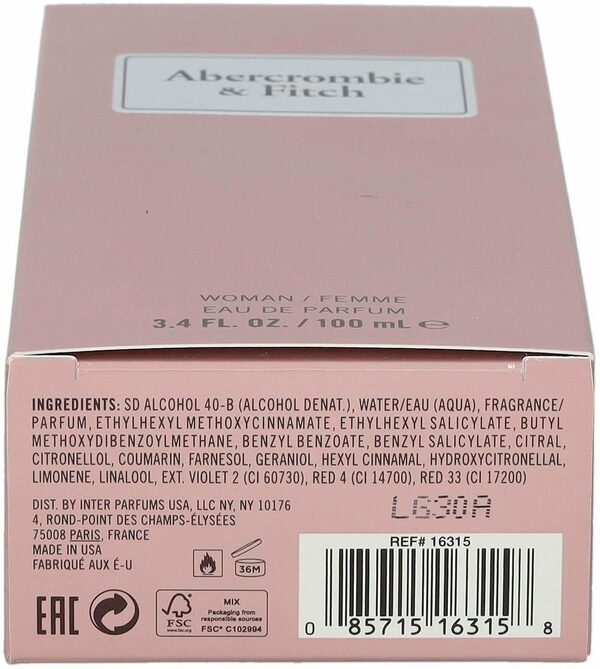 Abercrombie
& Fitch
WOMAN / FEMME
EAU DE PARFUM
3.4 FL. OZ. / 100 mL ℮
INGREDIENTS: SD ALCOHOL 40-B (ALCOHOL DENAT.), WATER/EAU (AQUA), FRAGRANCE/
PARFUM, ETHYLHEXYL METHOXYCINNAMATE, ETHYLHEXYL SALICYLATE, BUTYL
METHOXYDIBENZOYLMETHANE, BENZYL BENZOATE, BENZYL SALICYLATE, CITRAL,
CITRONELLOL, COUMARIN, FARNESOL, GERANIOL, HEXYL CINNAMAL, HYDROXYCITRONELLAL,
LIMONENE, LINALOOL, EXT. VIOLET 2 (CI 60730), RED 4 (CI 14700), RED 33 (CI 17200)
DIST. BY INTER PARFUMS USA, LLC NY, NY 10176
4, ROND-POINT DES CHAMPS-ÉLYSÉES
75008 PARIS, FRANCE
MADE IN USA
FABRIQUÉ AUX É-U
L630A
36M
REF# 16315
EAC
FSC
www.fsc.org
MIX
Packaging from
responsible sources
FSC® C102994
0 85715 16315 8